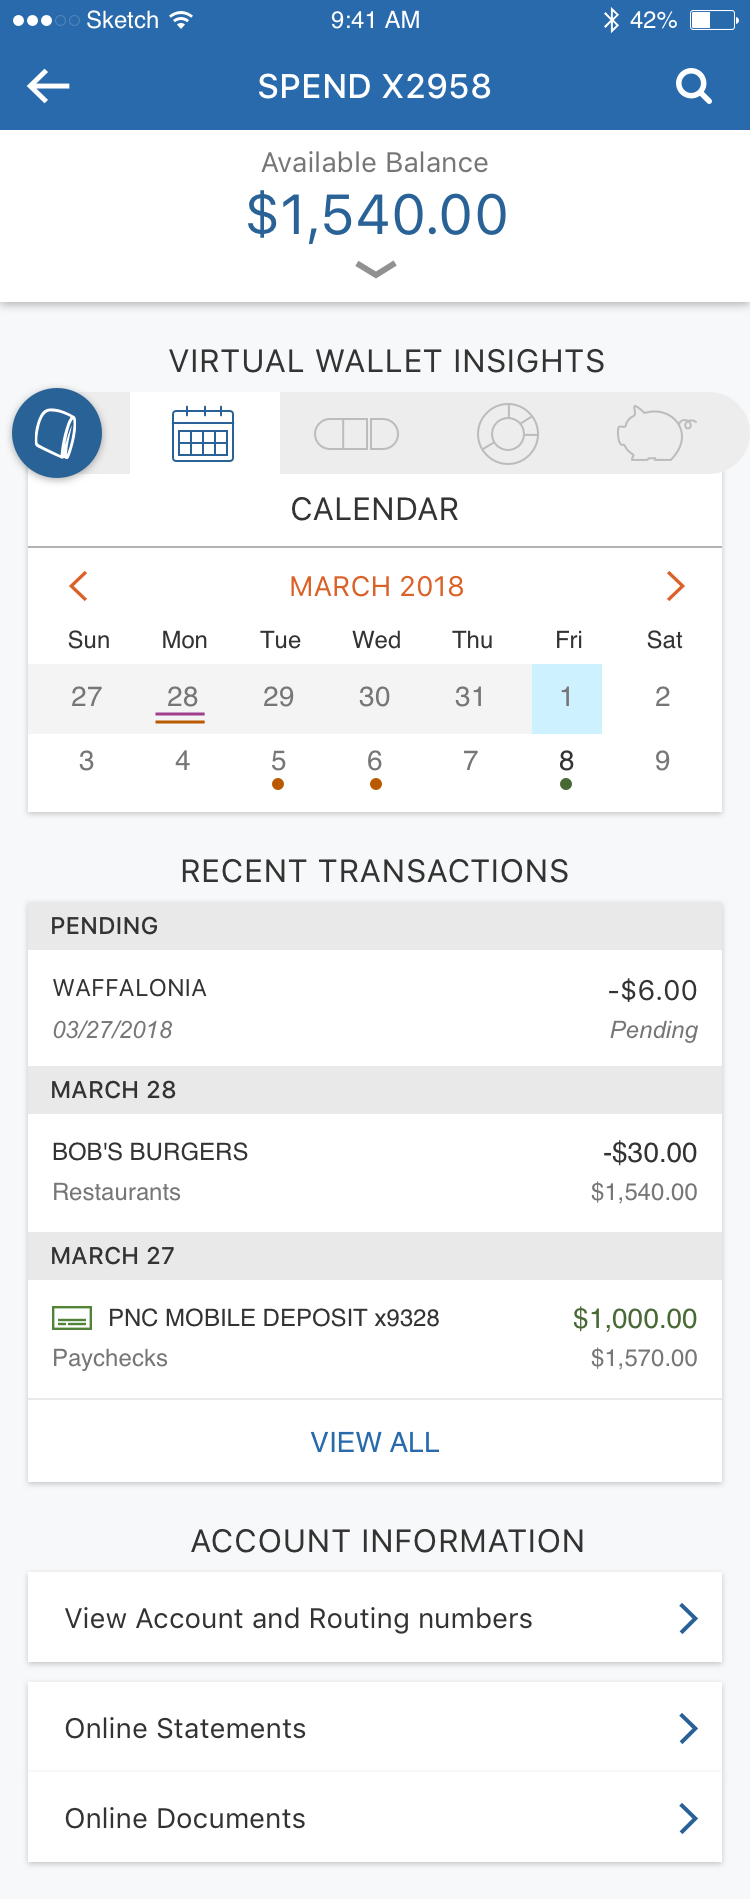 Sketch 9:41 AM 42%
SPEND X2958
Available Balance
$1,540.00
VIRTUAL WALLET INSIGHTS
CALENDAR
MARCH 2018
Sun Mon Tue Wed Thu Fri Sat
27 28 29 30 31 1 2
3 4 5 6 7 8 9
RECENT TRANSACTIONS
PENDING
WAFFALONIA -$6.00
03/27/2018 Pending
MARCH 28
BOB'S BURGERS -$30.00
Restaurants $1,540.00
MARCH 27
PNC MOBILE DEPOSIT x9328 $1,000.00
Paychecks $1,570.00
VIEW ALL
ACCOUNT INFORMATION
View Account and Routing numbers
Online Statements
Online Documents